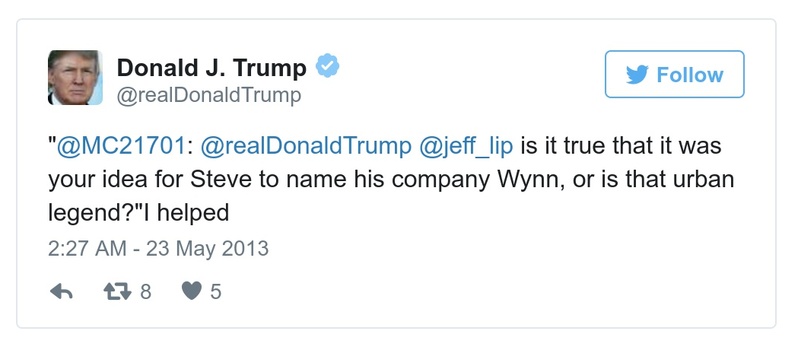 Donald J. Trump
@realDonaldTrump
Follow
"@MC21701: @realDonaldTrump @jeff_lip is it true that it was
your idea for Steve to name his company Wynn, or is that urban
legend?"I helped
2:27 AM - 23 May 2013
8 5